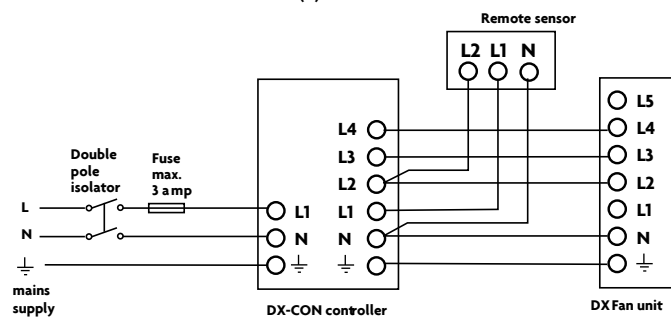 Remote sensor
L2 L1 N
L5
L4 L4
L3 L3
Double
pole
isolator
Fuse
max.
3 amp
L2 L2
L L1 L1 L1
N N N N
mains
supply
DX-CON controller
DX Fan unit